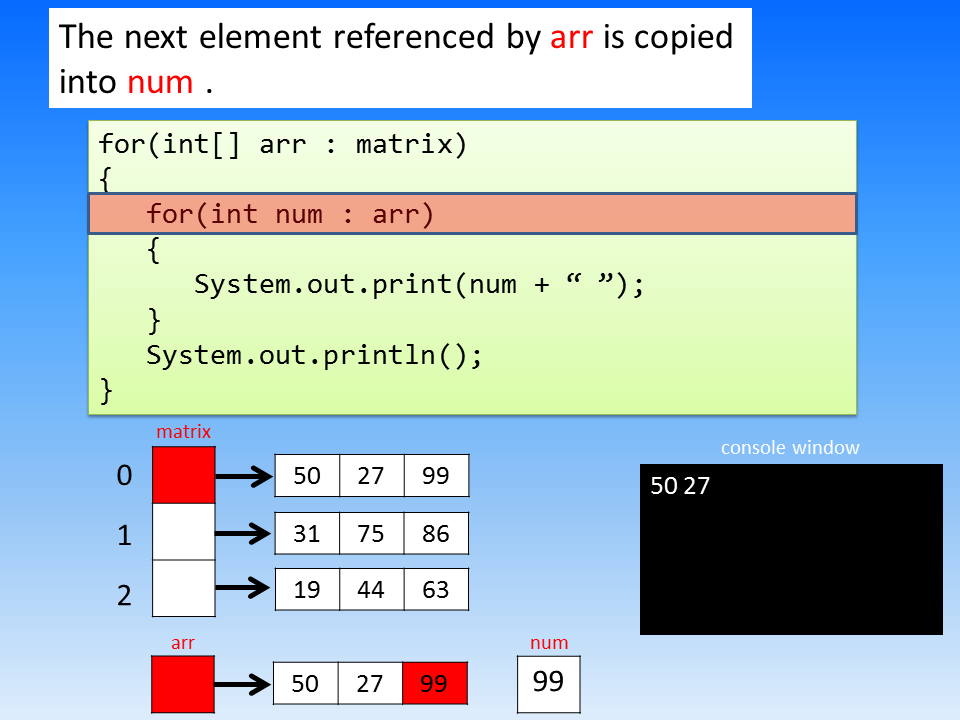 The next element referenced by arr is copied
into num .
for(int[] arr : matrix)
{
for(int num : arr)
{
System.out.print(num + “ ”);
}
System.out.println();
}
matrix
console window
0
50 27 99
50 27
1
31 75 86
2
19 44 63
arr
num
50 27 99
99